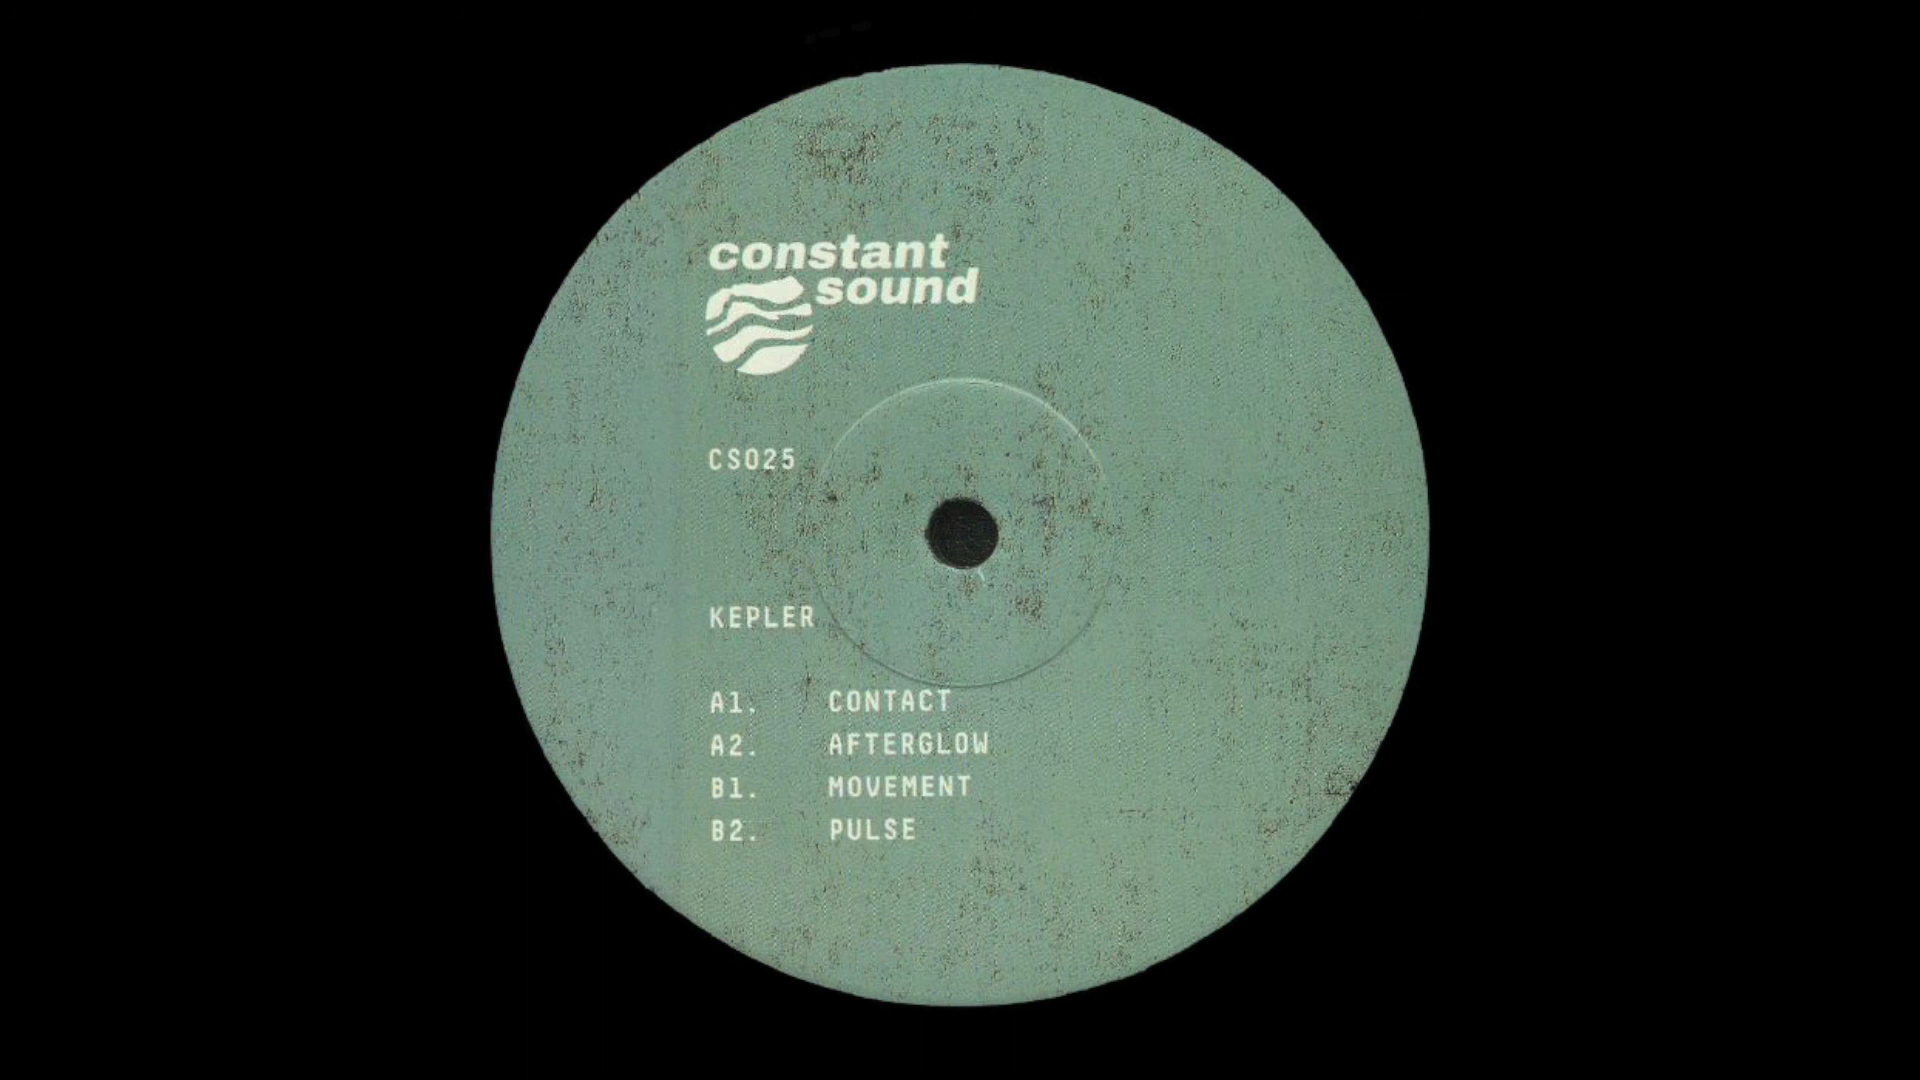 constant
sound
CS025
KEPLER
A1. CONTACT
A2. AFTERGLOW
B1. MOVEMENT
B2. PULSE